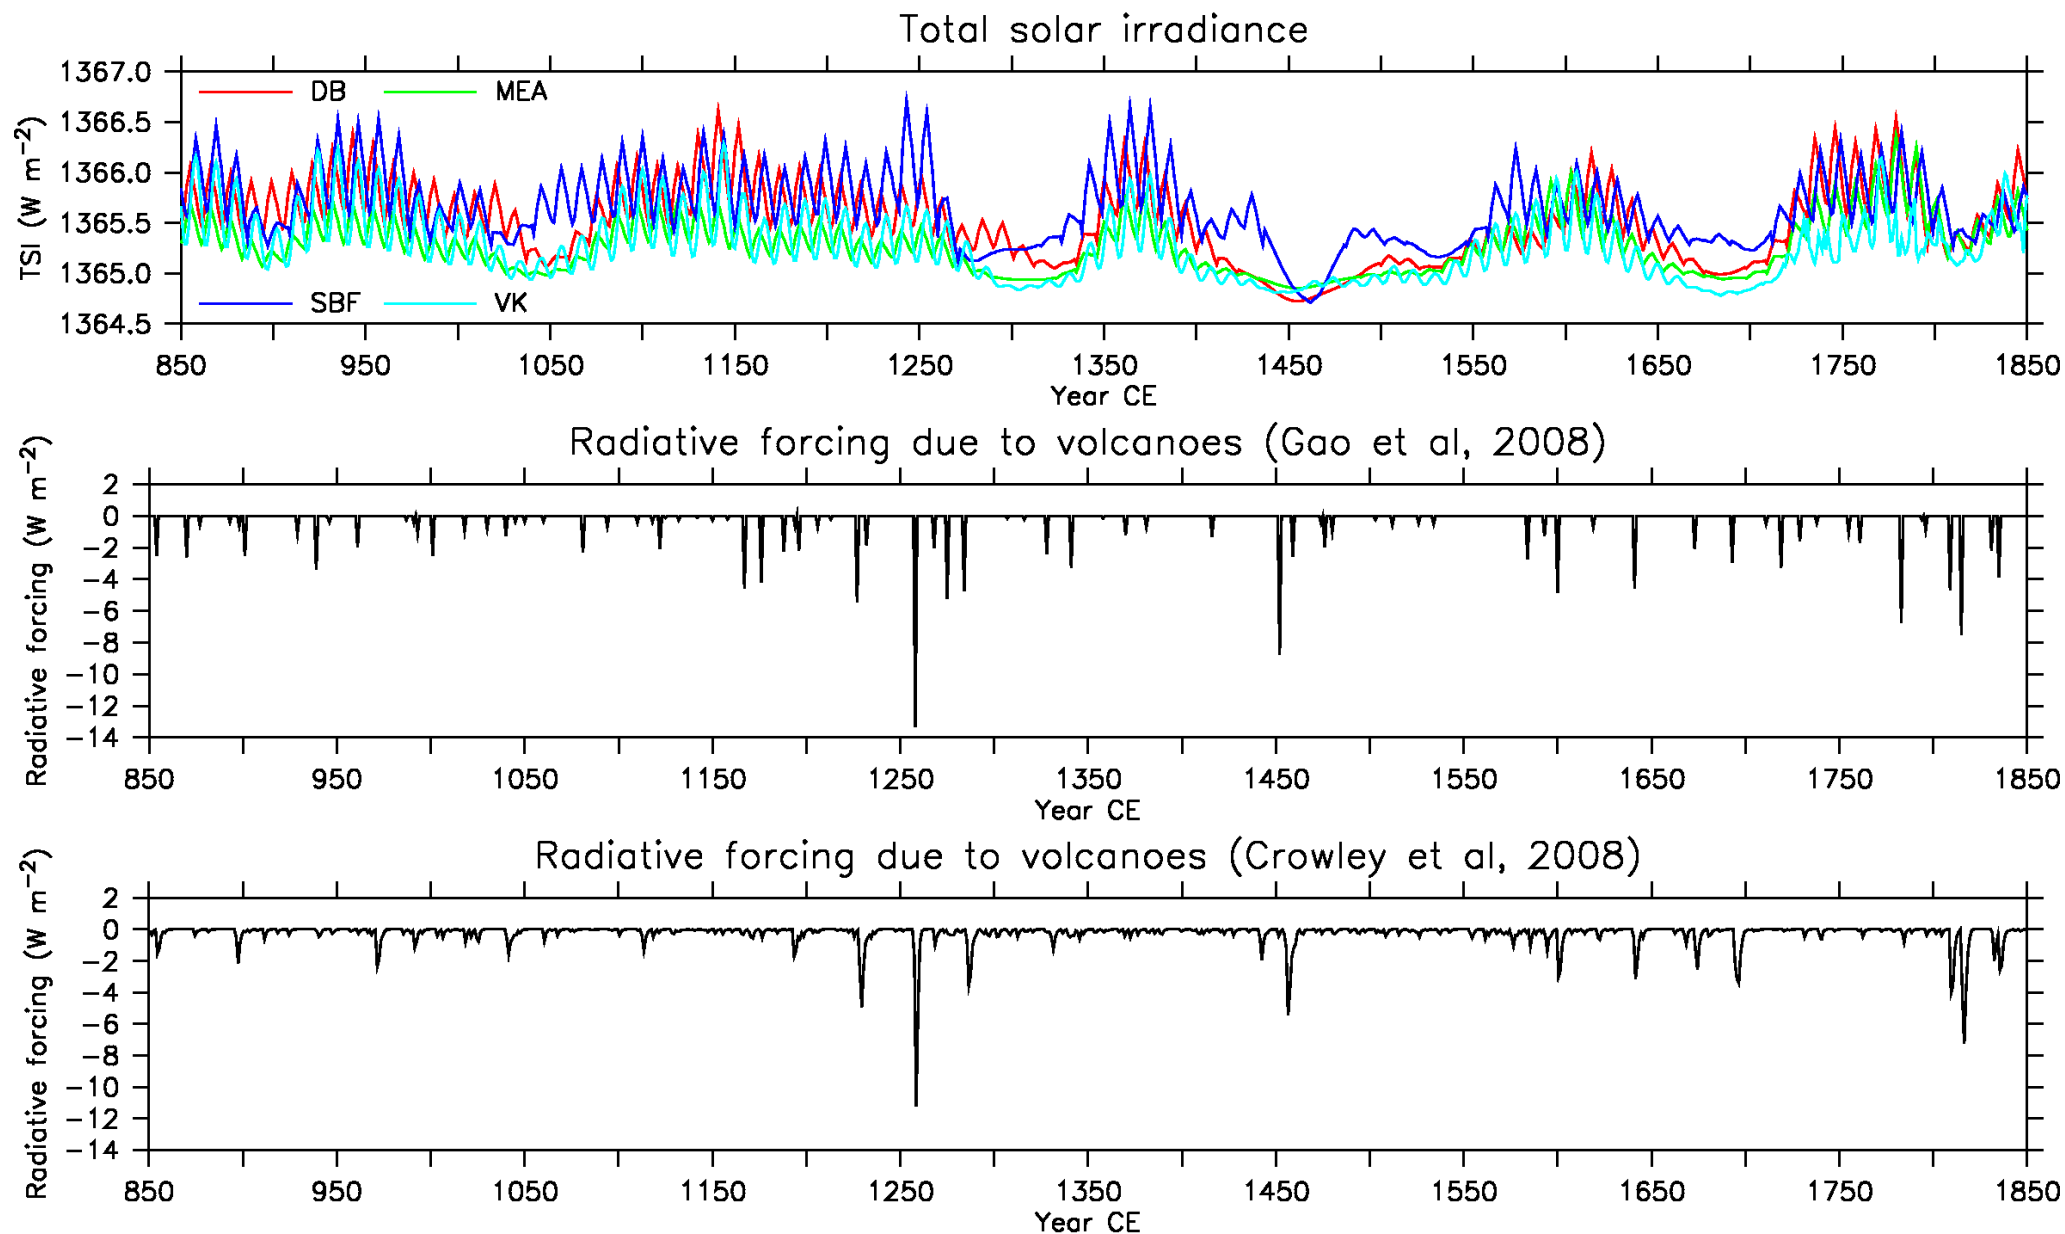 Total solar irradiance
TSI (W m−2)
1367.0
1366.5
1366.0
1365.5
1365.0
1364.5
DB MEA
SBF VK
850 950 1050 1150 1250 1350 1450 1550 1650 1750 1850
Year CE
Radiative forcing due to volcanoes (Gao et al, 2008)
Radiative forcing (W m−2)
2
0
−2
−4
−6
−8
−10
−12
−14
850 950 1050 1150 1250 1350 1450 1550 1650 1750 1850
Year CE
Radiative forcing due to volcanoes (Crowley et al, 2008)
Radiative forcing (W m−2)
2
0
−2
−4
−6
−8
−10
−12
−14
850 950 1050 1150 1250 1350 1450 1550 1650 1750 1850
Year CE